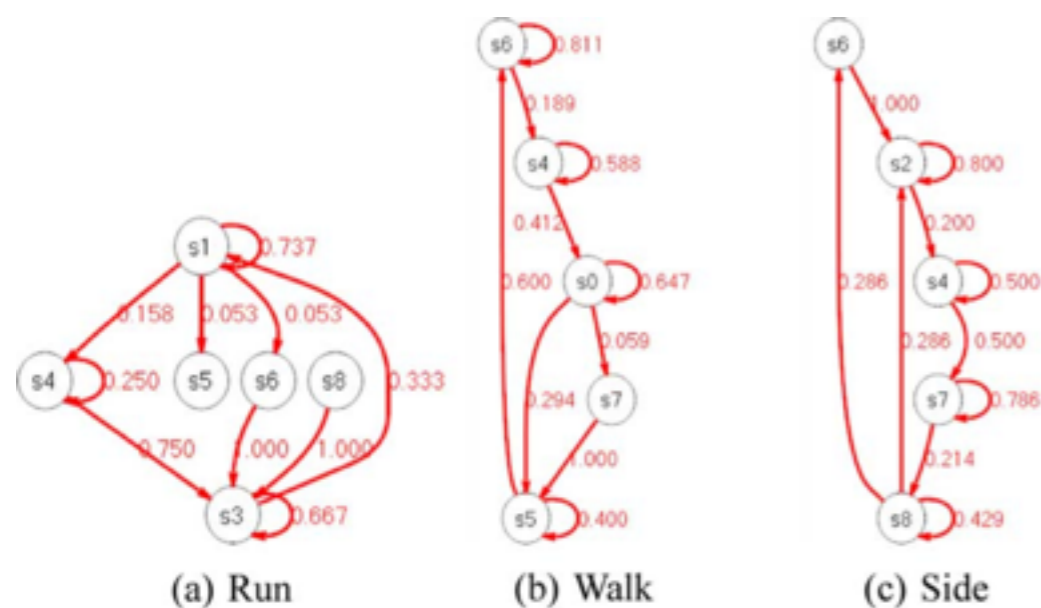 s6 0.811
s6
0.189 1.000
s4 0.588
s2 0.800
s1 0.737
0.412
0.200
s0 0.647
0.600
0.286
s4 0.500
0.158 0.053 0.053
0.059
0.286 0.500
s4 0.250 s5 s6 s8 0.333
0.294 s7
s7 0.786
0.750 1.000 1.000
1.000
0.214
s3 0.667
s5 0.400
s8 0.429
(a) Run (b) Walk (c) Side